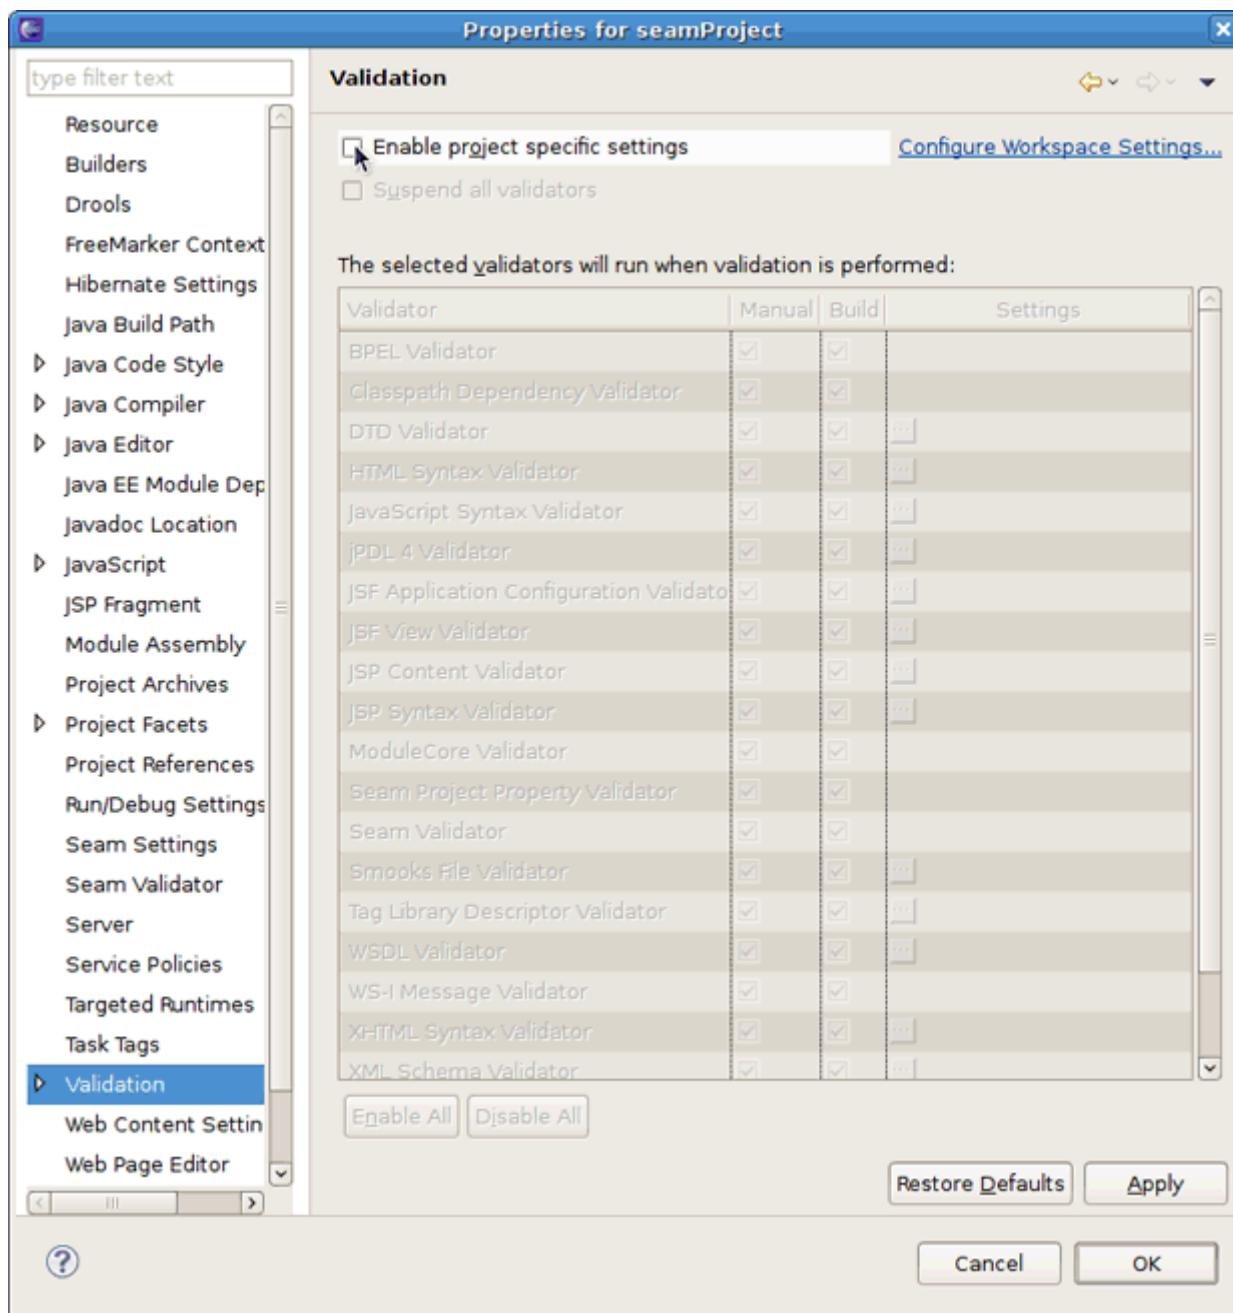 Properties for seamProject
type filter text
Resource
Builders
Drools
FreeMarker Context
Hibernate Settings
Java Build Path
Java Code Style
Java Compiler
Java Editor
Java EE Module Dep
Javadoc Location
JavaScript
JSP Fragment
Module Assembly
Project Archives
Project Facets
Project References
Run/Debug Settings
Seam Settings
Seam Validator
Server
Service Policies
Targeted Runtimes
Task Tags
Validation
Web Content Settin
Web Page Editor
Validation
Enable project specific settings
Configure Workspace Settings...
Suspend all validators
The selected validators will run when validation is performed:
Validator Manual Build Settings
BPEL Validator
Classpath Dependency Validator
DTD Validator ...
HTML Syntax Validator ...
JavaScript Syntax Validator ...
jPDL 4 Validator ...
JSF Application Configuration Validato ...
JSF View Validator ...
JSP Content Validator ...
JSP Syntax Validator ...
ModuleCore Validator
Seam Project Property Validator
Seam Validator
Smooks File Validator ...
Tag Library Descriptor Validator ...
WSDL Validator ...
WS-I Message Validator
XHTML Syntax Validator ...
XML Schema Validator ...
Enable All Disable All
Restore Defaults Apply
? Cancel OK